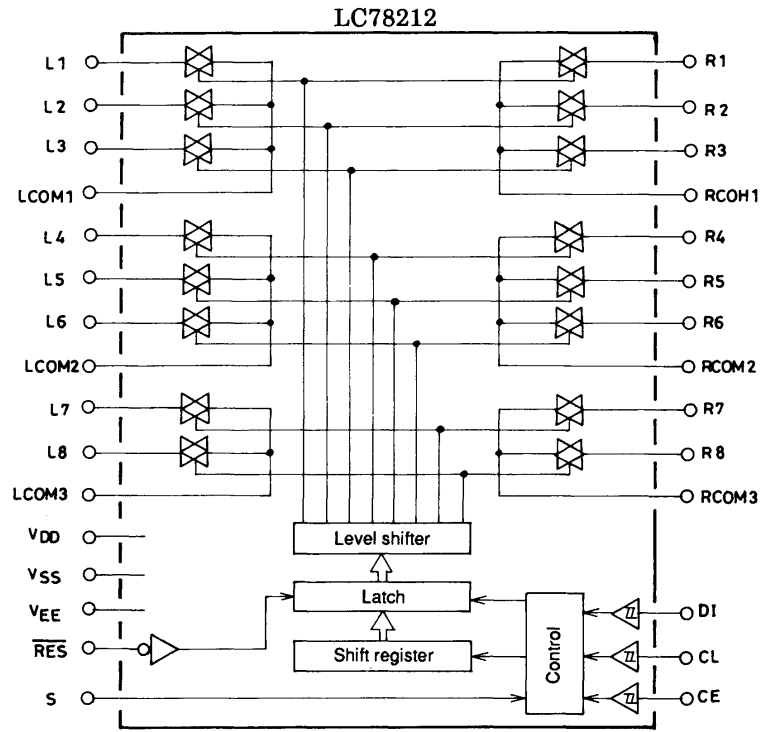 LC78212
L1
L2
L3
LCOM1
L4
L5
L6
LCOM2
L7
L8
LCOM3
VDD
VSS
VEE
RES
S
R1
R2
R3
RCOH1
R4
R5
R6
RCOM2
R7
R8
RCOM3
DI
CL
CE
Level shifter
Latch
Shift register
Control